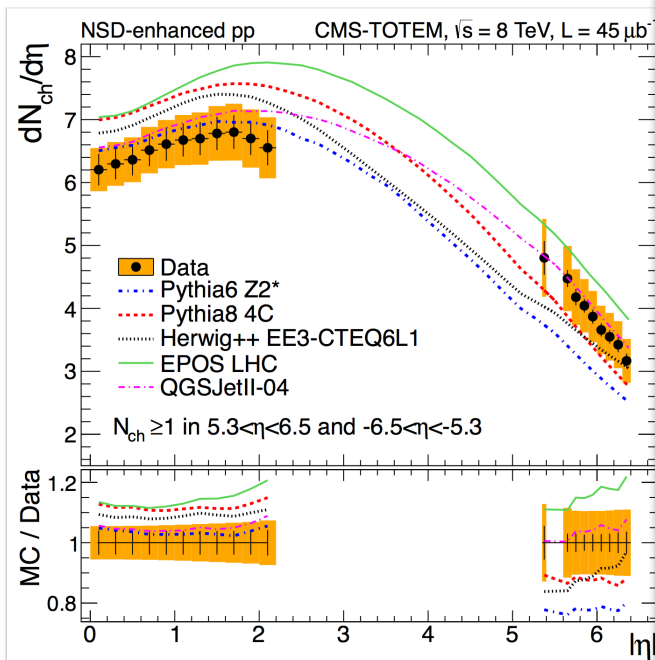 NSD-enhanced pp CMS-TOTEM, √s = 8 TeV, L = 45 μb⁻
dN_ch/dη
8
7
6
5
4
3
2
Data
Pythia6 Z2*
Pythia8 4C
Herwig++ EE3-CTEQ6L1
EPOS LHC
QGSJetII-04
N_ch ≥1 in 5.3<η<6.5 and -6.5<η<-5.3
MC / Data
1.2
1
0.8
0 1 2 3 4 5 6
|η|